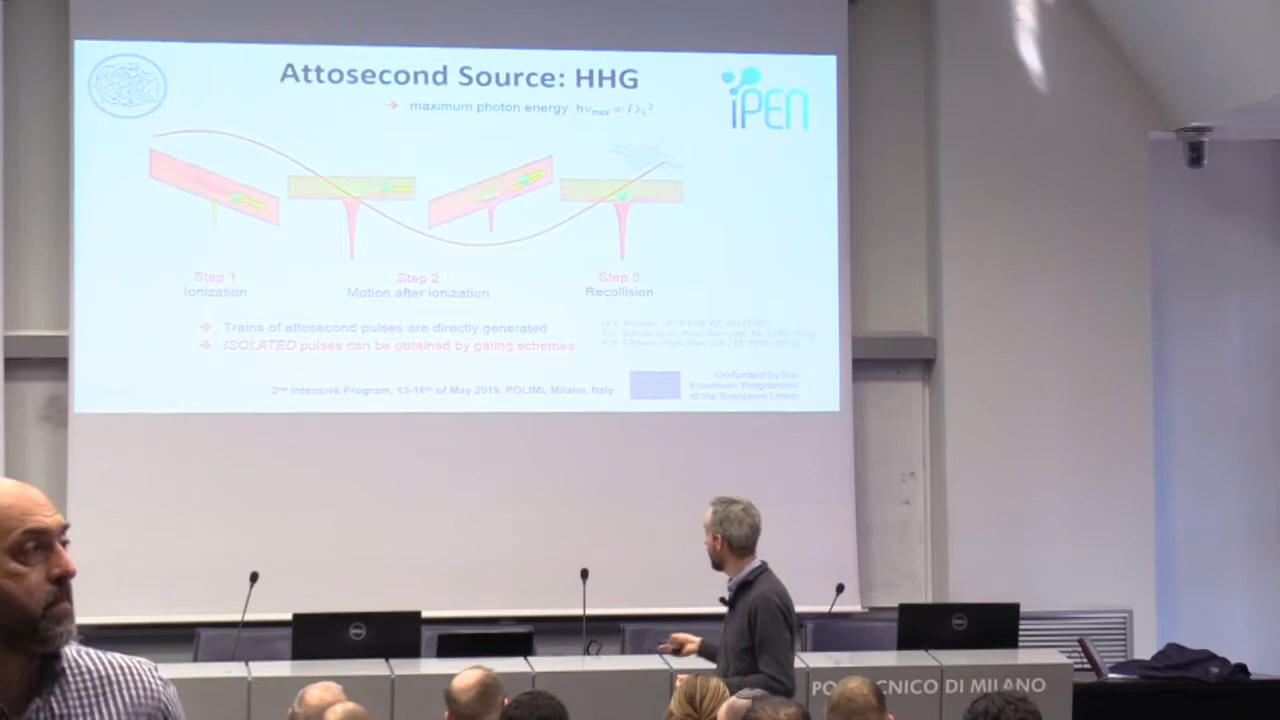 Attosecond Source: HHG
→ maximum photon energy: hνmax ∝ I λL²
iPEN
Step 1
Ionization
Step 2
Motion after ionization
Step 3
Recollision
→ Trains of attosecond pulses are directly generated
→ ISOLATED pulses can be obtained by gating schemes
2nd Intensive Program, 13-16th of May 2019, POLIMI, Milano, Italy
Co-funded by the
Erasmus+ Programme
of the European Union
DELL
DELL
POLITECNICO DI MILANO